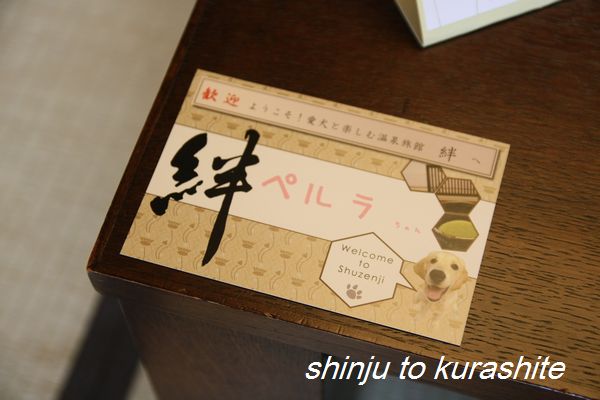 歓迎 ようこそ！愛犬と楽しむ温泉旅館 絆 へ
絆 ペルラ ちゃん
Welcome
to
Shuzenji
shinju to kurashite